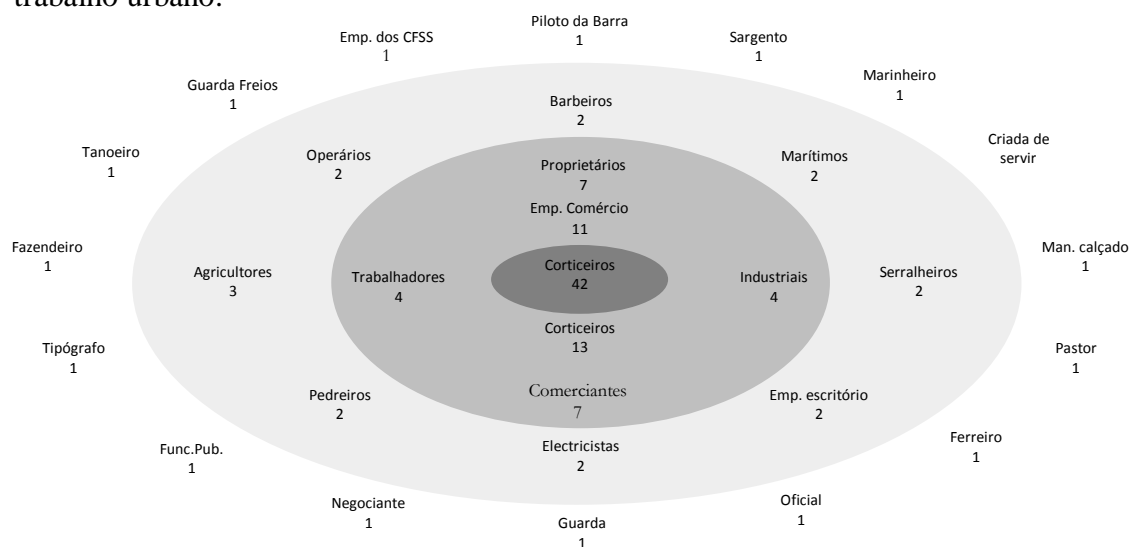 trabalho urbano.
Piloto da Barra
1
Emp. dos CFSS
1
Sargento
1
Guarda Freios
1
Marinheiro
1
Barbeiros
2
Tanoeiro
1
Operários
2
Proprietários
7
Marítimos
2
Criada de
servir
Emp. Comércio
11
Fazendeiro
1
Agricultores
3
Trabalhadores
4
Corticeiros
42
Industriais
4
Serralheiros
2
Man. calçado
1
Corticeiros
13
Tipógrafo
1
Pastor
1
Pedreiros
2
Comerciantes
7
Emp. escritório
2
Func.Pub.
1
Electricistas
2
Ferreiro
1
Negociante
1
Guarda
1
Oficial
1